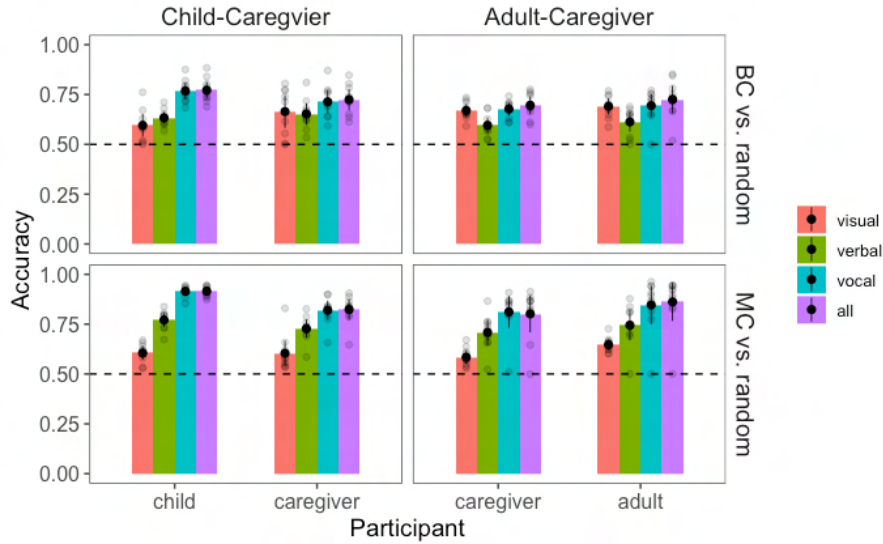 Child-Caregvier
Adult-Caregiver
1.00
0.75
0.50
0.25
0.00
BC vs. random
1.00
0.75
0.50
0.25
0.00
MC vs. random
Accuracy
child
caregiver
caregiver
adult
Participant
visual
verbal
vocal
all